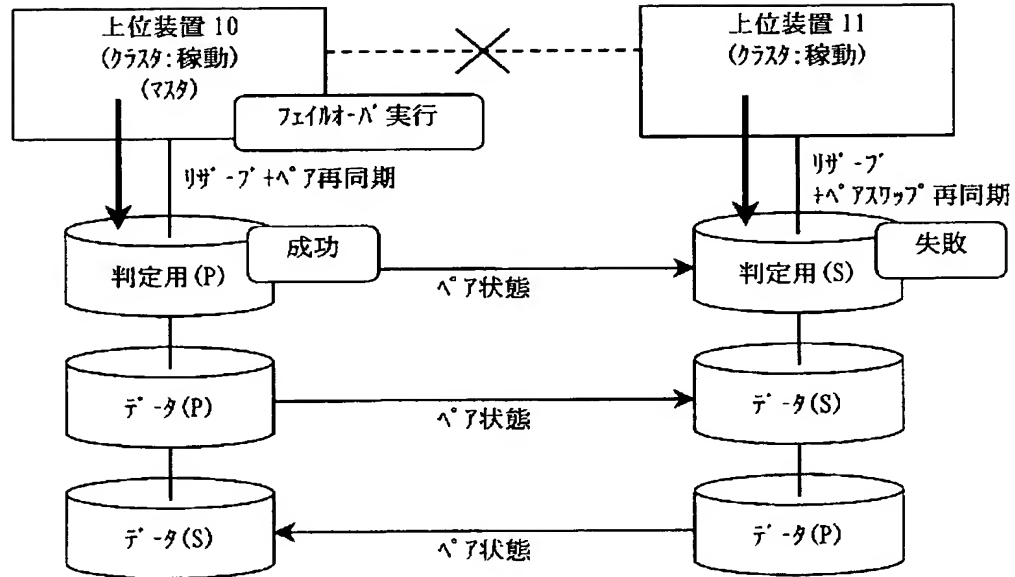 上位装置 10
(クラスタ:稼動)
(マスタ)
フェイルオーバ 実行
上位装置 11
(クラスタ:稼動)
リザーブ+ペア再同期
リザーブ
+ペアスワップ 再同期
判定用(P)
成功
ペア状態
判定用(S)
失敗
データ(P)
ペア状態
データ(S)
データ(S)
ペア状態
データ(P)